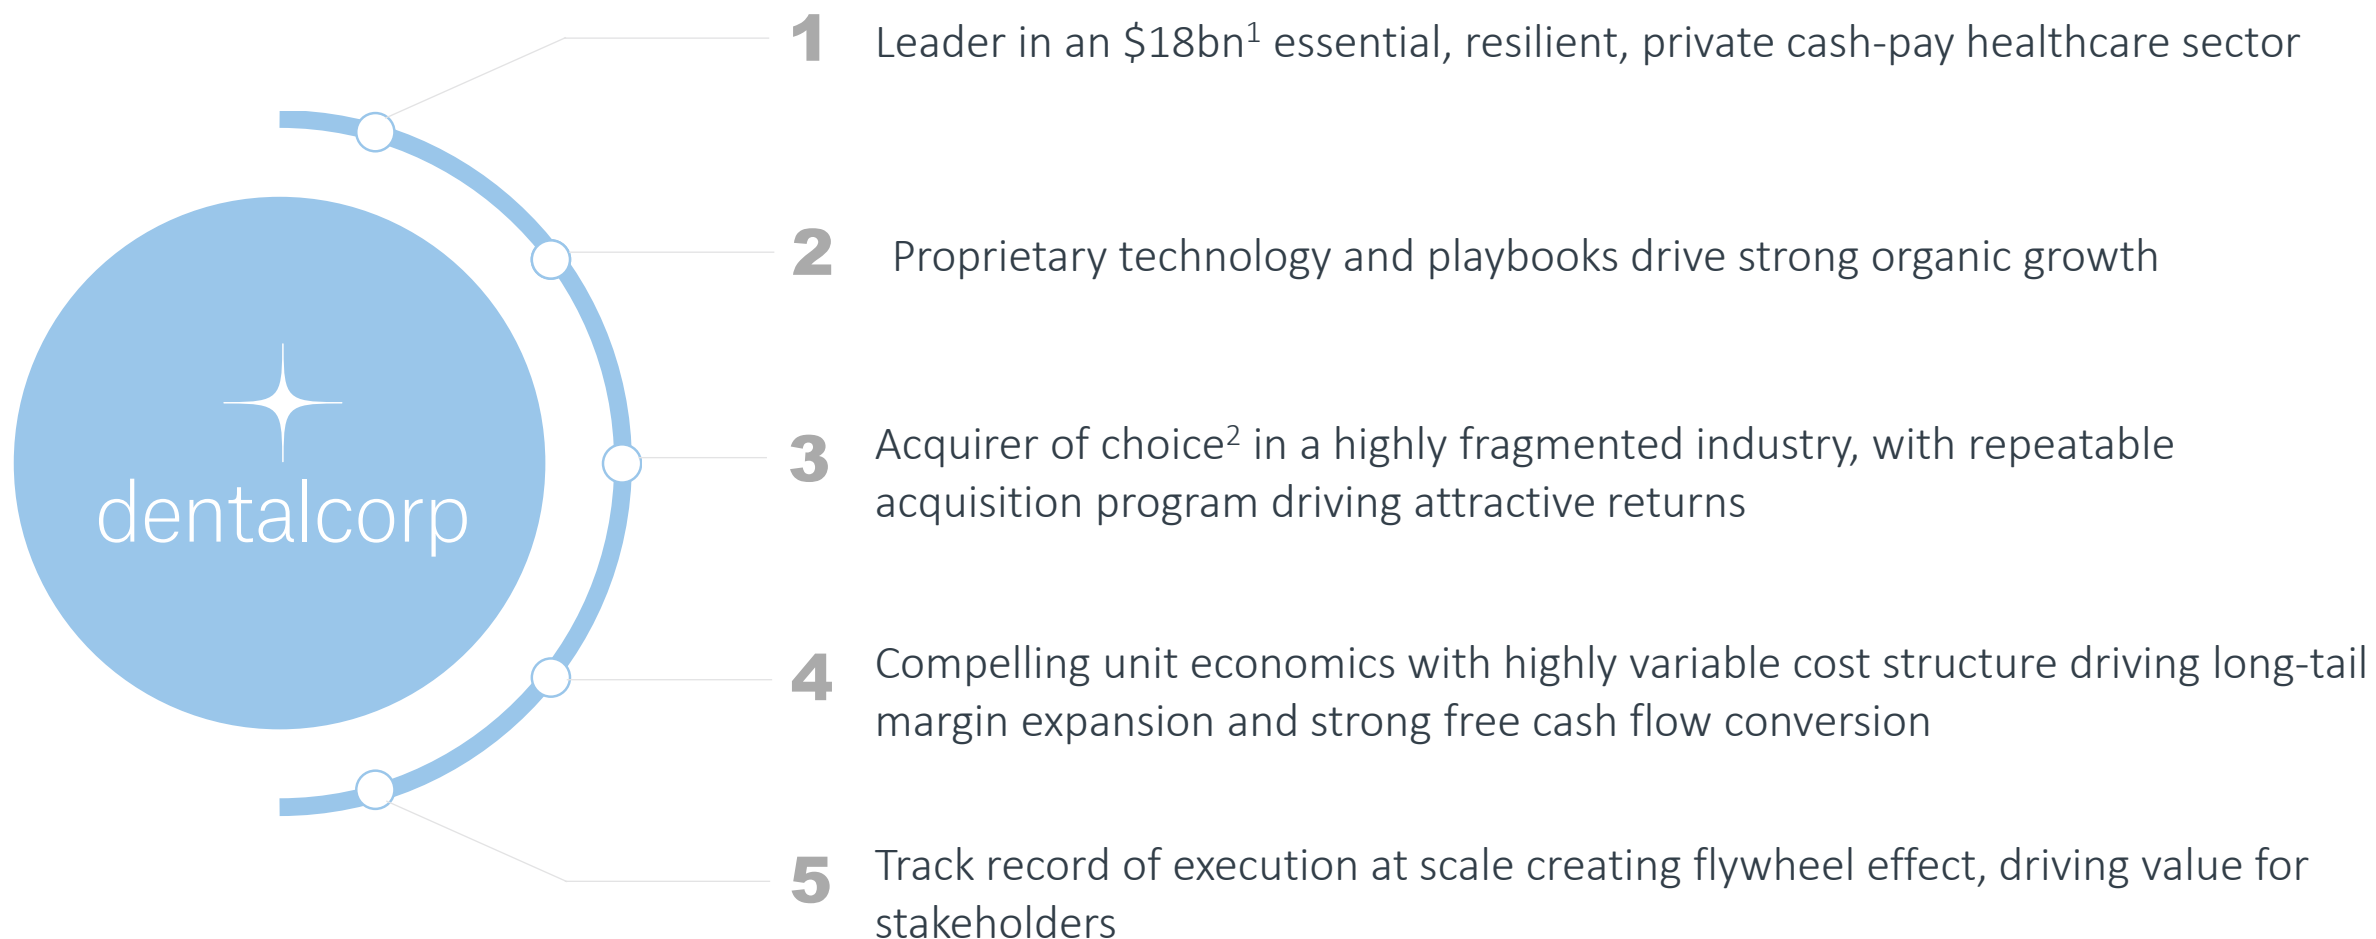 dentalcorp
1 Leader in an $18bn¹ essential, resilient, private cash-pay healthcare sector
2 Proprietary technology and playbooks drive strong organic growth
3 Acquirer of choice² in a highly fragmented industry, with repeatable
acquisition program driving attractive returns
4 Compelling unit economics with highly variable cost structure driving long-tail
margin expansion and strong free cash flow conversion
5 Track record of execution at scale creating flywheel effect, driving value for
stakeholders